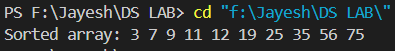 PS F:\Jayesh\DS LAB> cd "f:\Jayesh\DS LAB\"
Sorted array: 3 7 9 11 12 19 25 35 56 75